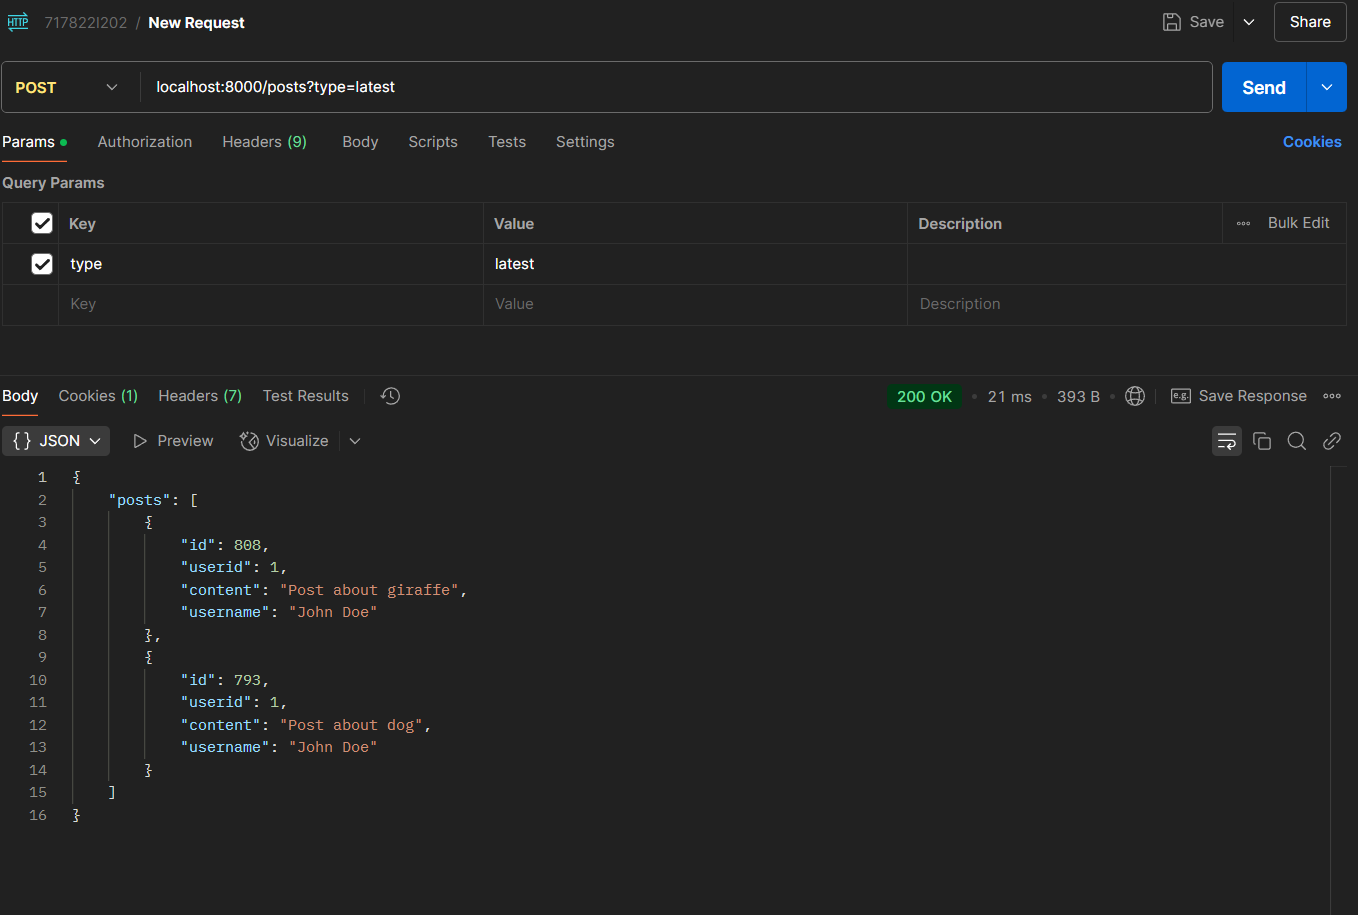 HTTP 717822I202 / New Request Save Share
POST localhost:8000/posts?type=latest Send
Params Authorization Headers (9) Body Scripts Tests Settings Cookies
Query Params
Key Value Description Bulk Edit
type latest
Key Value Description
Body Cookies (1) Headers (7) Test Results 200 OK 21 ms 393 B e.g. Save Response
{} JSON Preview Visualize
1 {
2 "posts": [
3 {
4 "id": 808,
5 "userid": 1,
6 "content": "Post about giraffe",
7 "username": "John Doe"
8 },
9 {
10 "id": 793,
11 "userid": 1,
12 "content": "Post about dog",
13 "username": "John Doe"
14 }
15 ]
16 }